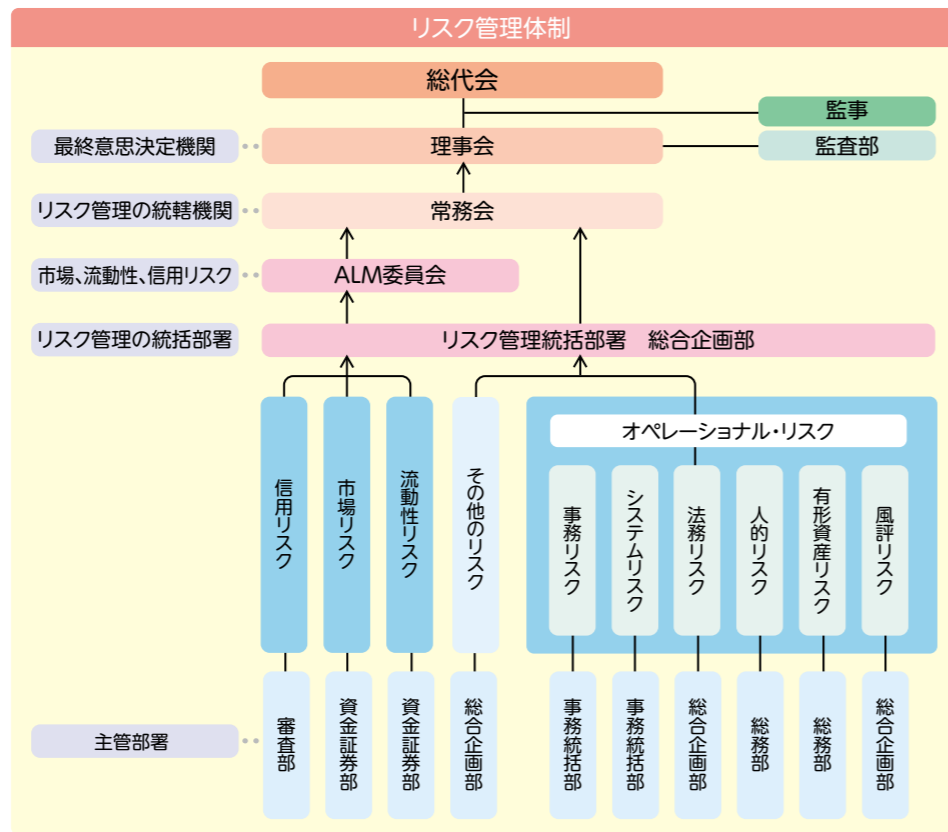 リスク管理体制
総代会
監事
最終意思決定機関
理事会
監査部
リスク管理の統轄機関
常務会
市場、流動性、信用リスク
ALM委員会
リスク管理の統括部署
リスク管理統括部署　総合企画部
オペレーショナル・リスク
信用リスク
市場リスク
流動性リスク
その他のリスク
事務リスク
システムリスク
法務リスク
人的リスク
有形資産リスク
風評リスク
主管部署
審査部
資金証券部
資金証券部
総合企画部
事務統括部
事務統括部
総合企画部
総務部
総務部
総合企画部